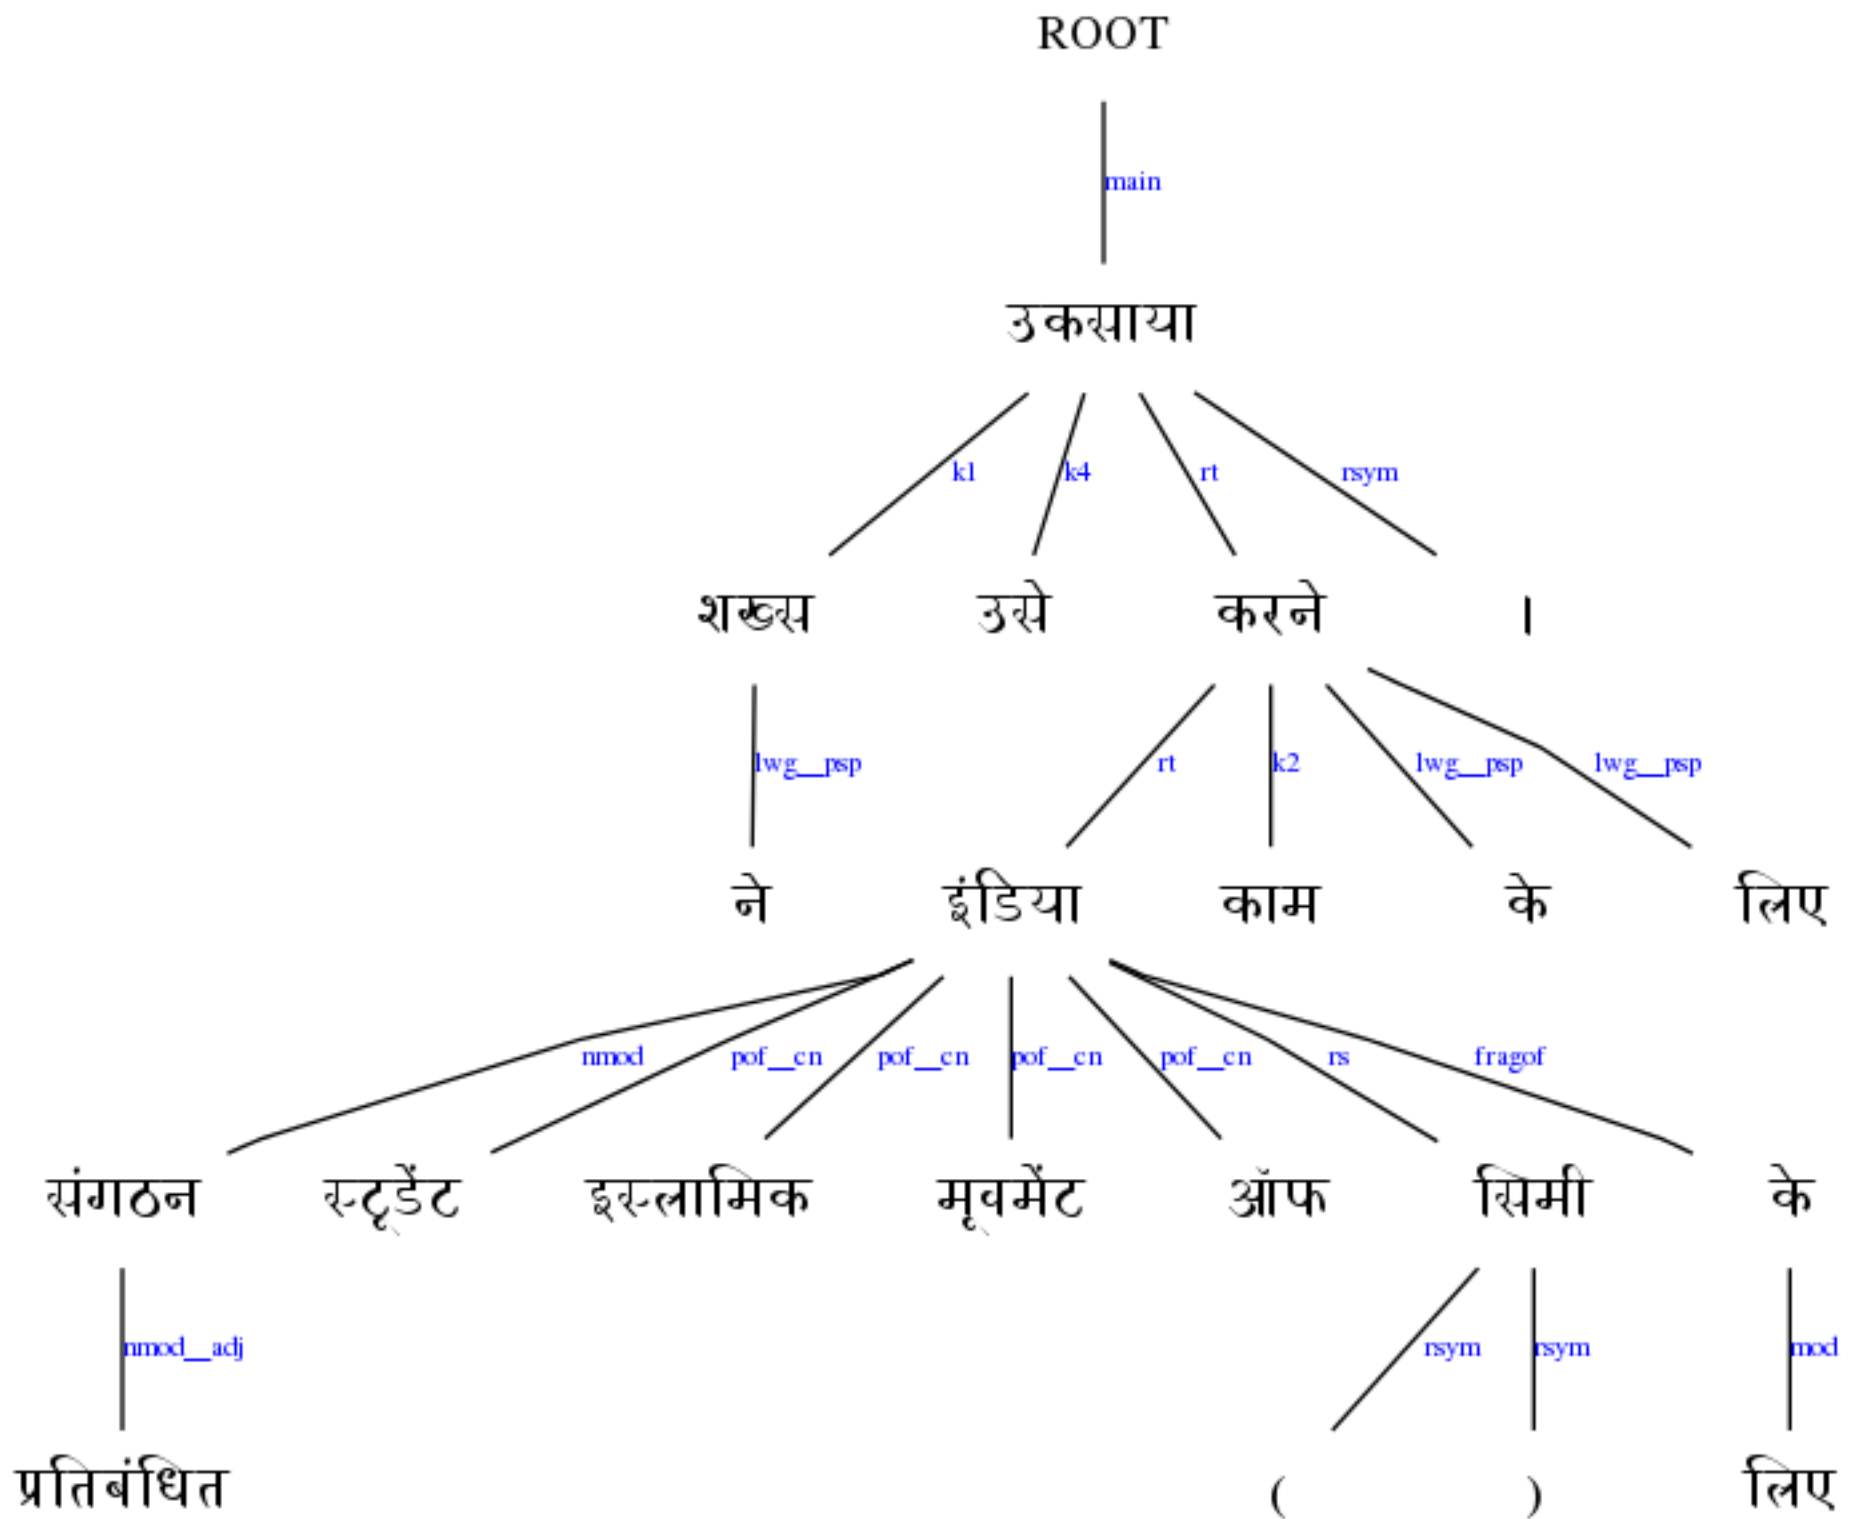 ROOT
main
उकसाया
k1 k4 rt rsym
शख्स उसे करने ।
lwg__psp rt k2 lwg__psp lwg__psp
ने इंडिया काम के लिए
nmod pof__cn pof__cn pof__cn pof__cn rs fragof
संगठन स्टूडेंट इस्लामिक मूवमेंट ऑफ सिमी के
nmod__adj rsym rsym mod
प्रतिबंधित ( ) लिए